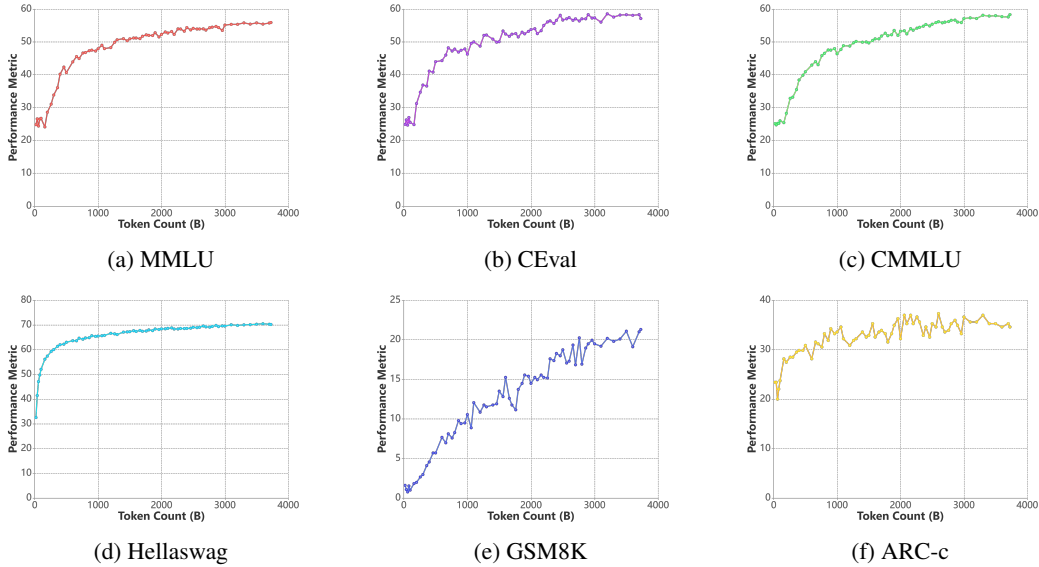 60
50
40
30
20
10
0
0 1000 2000 3000 4000
Performance Metric
Token Count (B)
(a) MMLU
60
50
40
30
20
10
0
0 1000 2000 3000 4000
Performance Metric
Token Count (B)
(b) CEval
60
50
40
30
20
10
0
0 1000 2000 3000 4000
Performance Metric
Token Count (B)
(c) CMMLU
80
70
60
50
40
30
20
10
0
0 1000 2000 3000 4000
Performance Metric
Token Count (B)
(d) Hellaswag
25
20
15
10
5
0
0 1000 2000 3000 4000
Performance Metric
Token Count (B)
(e) GSM8K
40
30
20
10
0
0 1000 2000 3000 4000
Performance Metric
Token Count (B)
(f) ARC-c